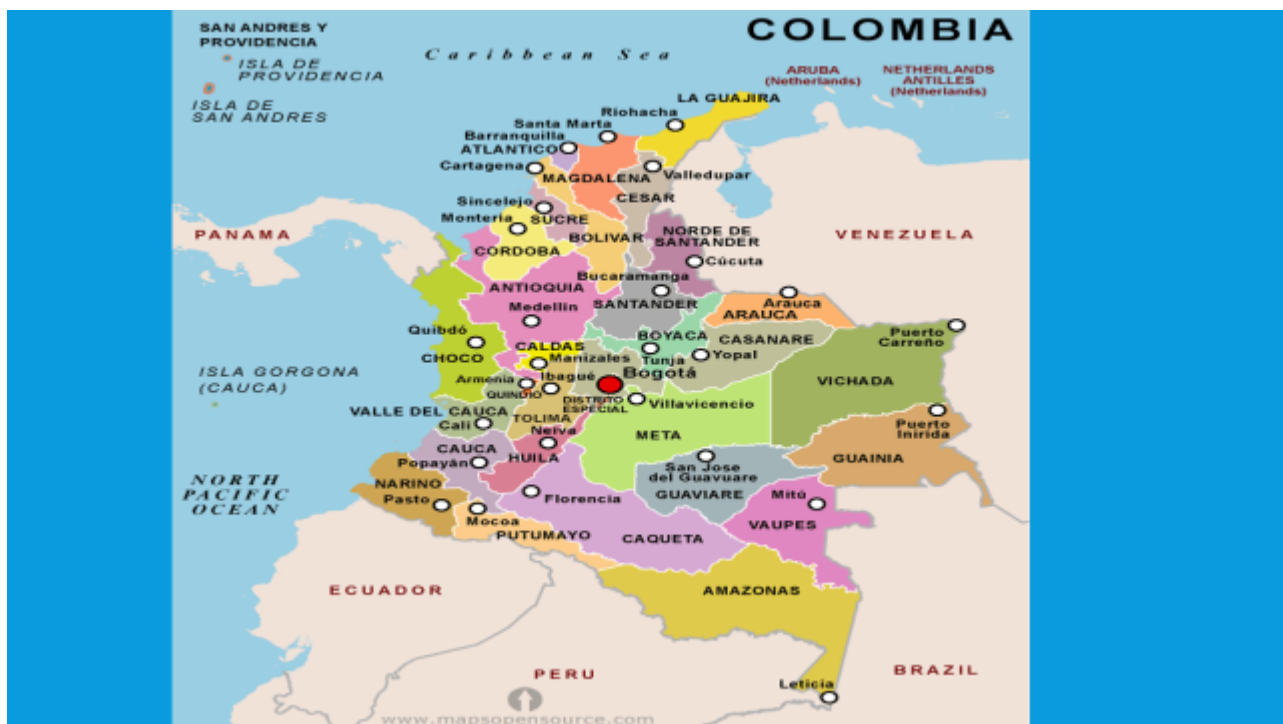 COLOMBIA
SAN ANDRES Y
PROVIDENCIA
ISLA DE
PROVIDENCIA
ISLA DE
SAN ANDRES
Caribbean Sea
ARUBA
(Netherlands)
NETHERLANDS
ANTILLES
(Netherlands)
LA GUAJIRA
Riohacha
Santa Marta
Barranquilla
ATLANTICO
Cartagena
MAGDALENA
Valledupar
CESAR
Sincelejo
SUCRE
Monteria
BOLIVAR
CORDOBA
NORDE DE
SANTANDER
PANAMA
VENEZUELA
Cúcuta
Bucaramanga
ANTIOQUIA
SANTANDER
Medellin
Arauca
ARAUCA
Quibdó
CHOCO
BOYACA
CASANARE
Puerto
Carreño
CALDAS
Manizales
Tunja
Yopal
ISLA GORGONA
(CAUCA)
Armenia
Ibagué
Bogotá
QUINDIO
DISTRITO
ESPECIAL
Villavicencio
VICHADA
VALLE DEL CAUCA
TOLIMA
Cali
Neiva
META
Puerto
Inirida
CAUCA
HUILA
Popayán
San Jose
del Guavuare
GUAINIA
NORTH
PACIFIC
OCEAN
NARINO
Pasto
Florencia
GUAVIARE
Mitú
Mocoa
PUTUMAYO
CAQUETA
VAUPES
ECUADOR
AMAZONAS
PERU
BRAZIL
Leticia
www.mapsopensource.com